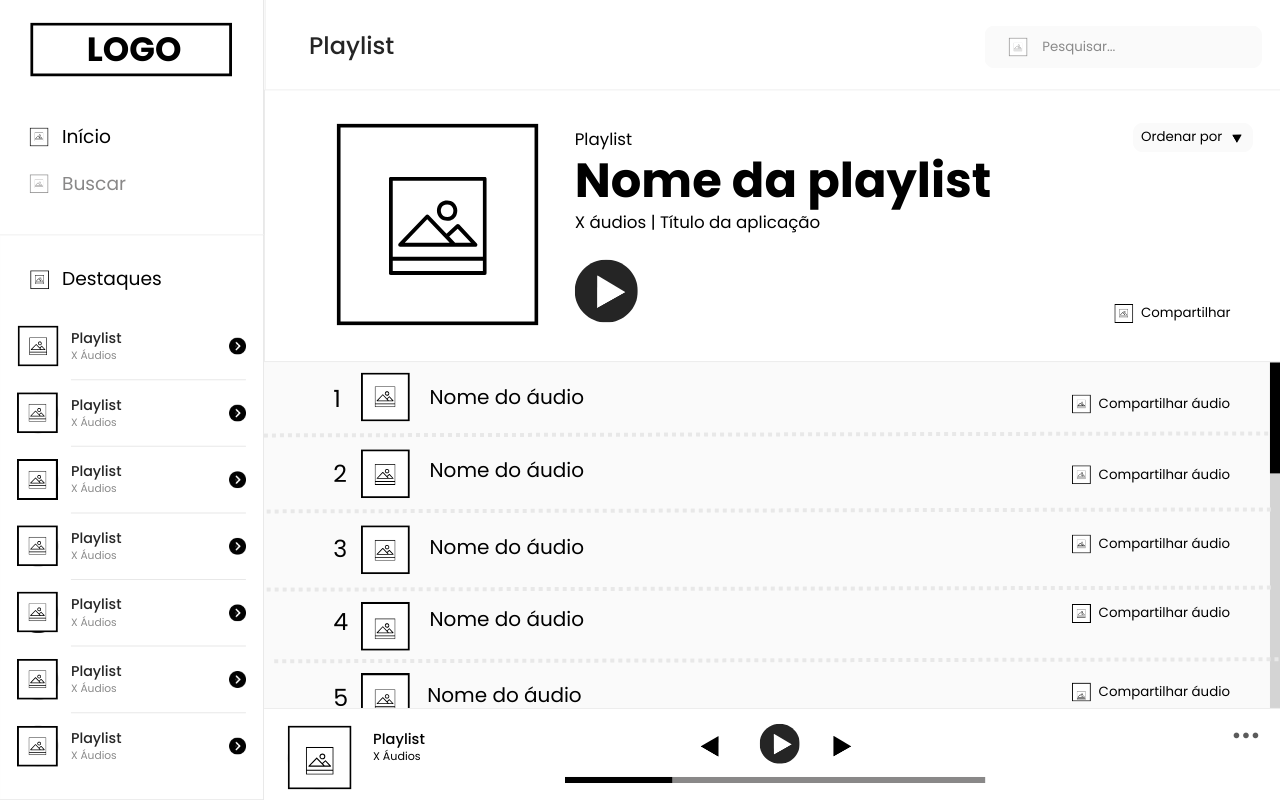 LOGO
Início
Buscar
Destaques
Playlist
X Áudios
Playlist
X Áudios
Playlist
X Áudios
Playlist
X Áudios
Playlist
X Áudios
Playlist
X Áudios
Playlist
X Áudios
Playlist
Pesquisar...
Playlist
Ordenar por
Nome da playlist
X áudios | Título da aplicação
Compartilhar
1 Nome do áudio Compartilhar áudio
2 Nome do áudio Compartilhar áudio
3 Nome do áudio Compartilhar áudio
4 Nome do áudio Compartilhar áudio
5 Nome do áudio Compartilhar áudio
Playlist
X Áudios